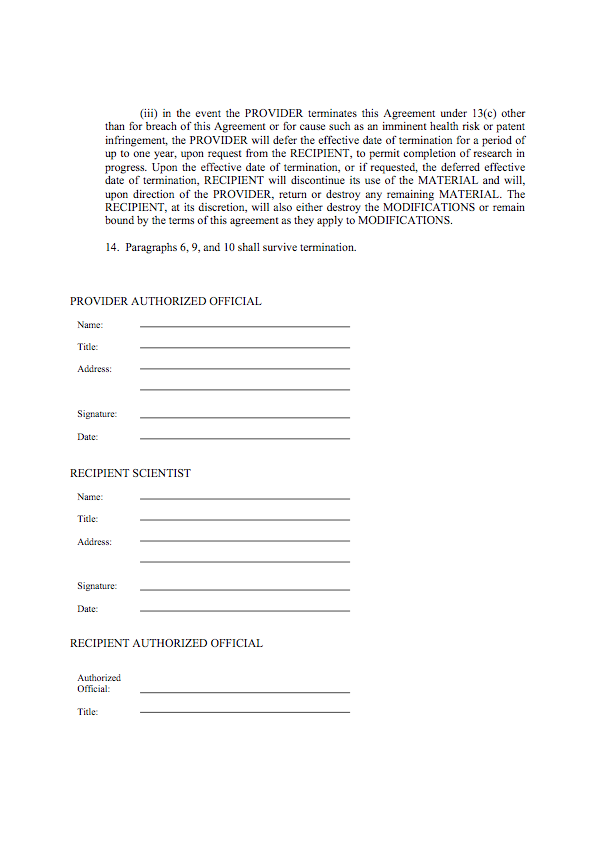 (iii) in the event the PROVIDER terminates this Agreement under 13(c) other
than for breach of this Agreement or for cause such as an imminent health risk or patent
infringement, the PROVIDER will defer the effective date of termination for a period of
up to one year, upon request from the RECIPIENT, to permit completion of research in
progress. Upon the effective date of termination, or if requested, the deferred effective
date of termination, RECIPIENT will discontinue its use of the MATERIAL and will,
upon direction of the PROVIDER, return or destroy any remaining MATERIAL. The
RECIPIENT, at its discretion, will also either destroy the MODIFICATIONS or remain
bound by the terms of this agreement as they apply to MODIFICATIONS.
14. Paragraphs 6, 9, and 10 shall survive termination.
PROVIDER AUTHORIZED OFFICIAL
Name:
Title:
Address:
Signature:
Date:
RECIPIENT SCIENTIST
Name:
Title:
Address:
Signature:
Date:
RECIPIENT AUTHORIZED OFFICIAL
Authorized
Official:
Title: